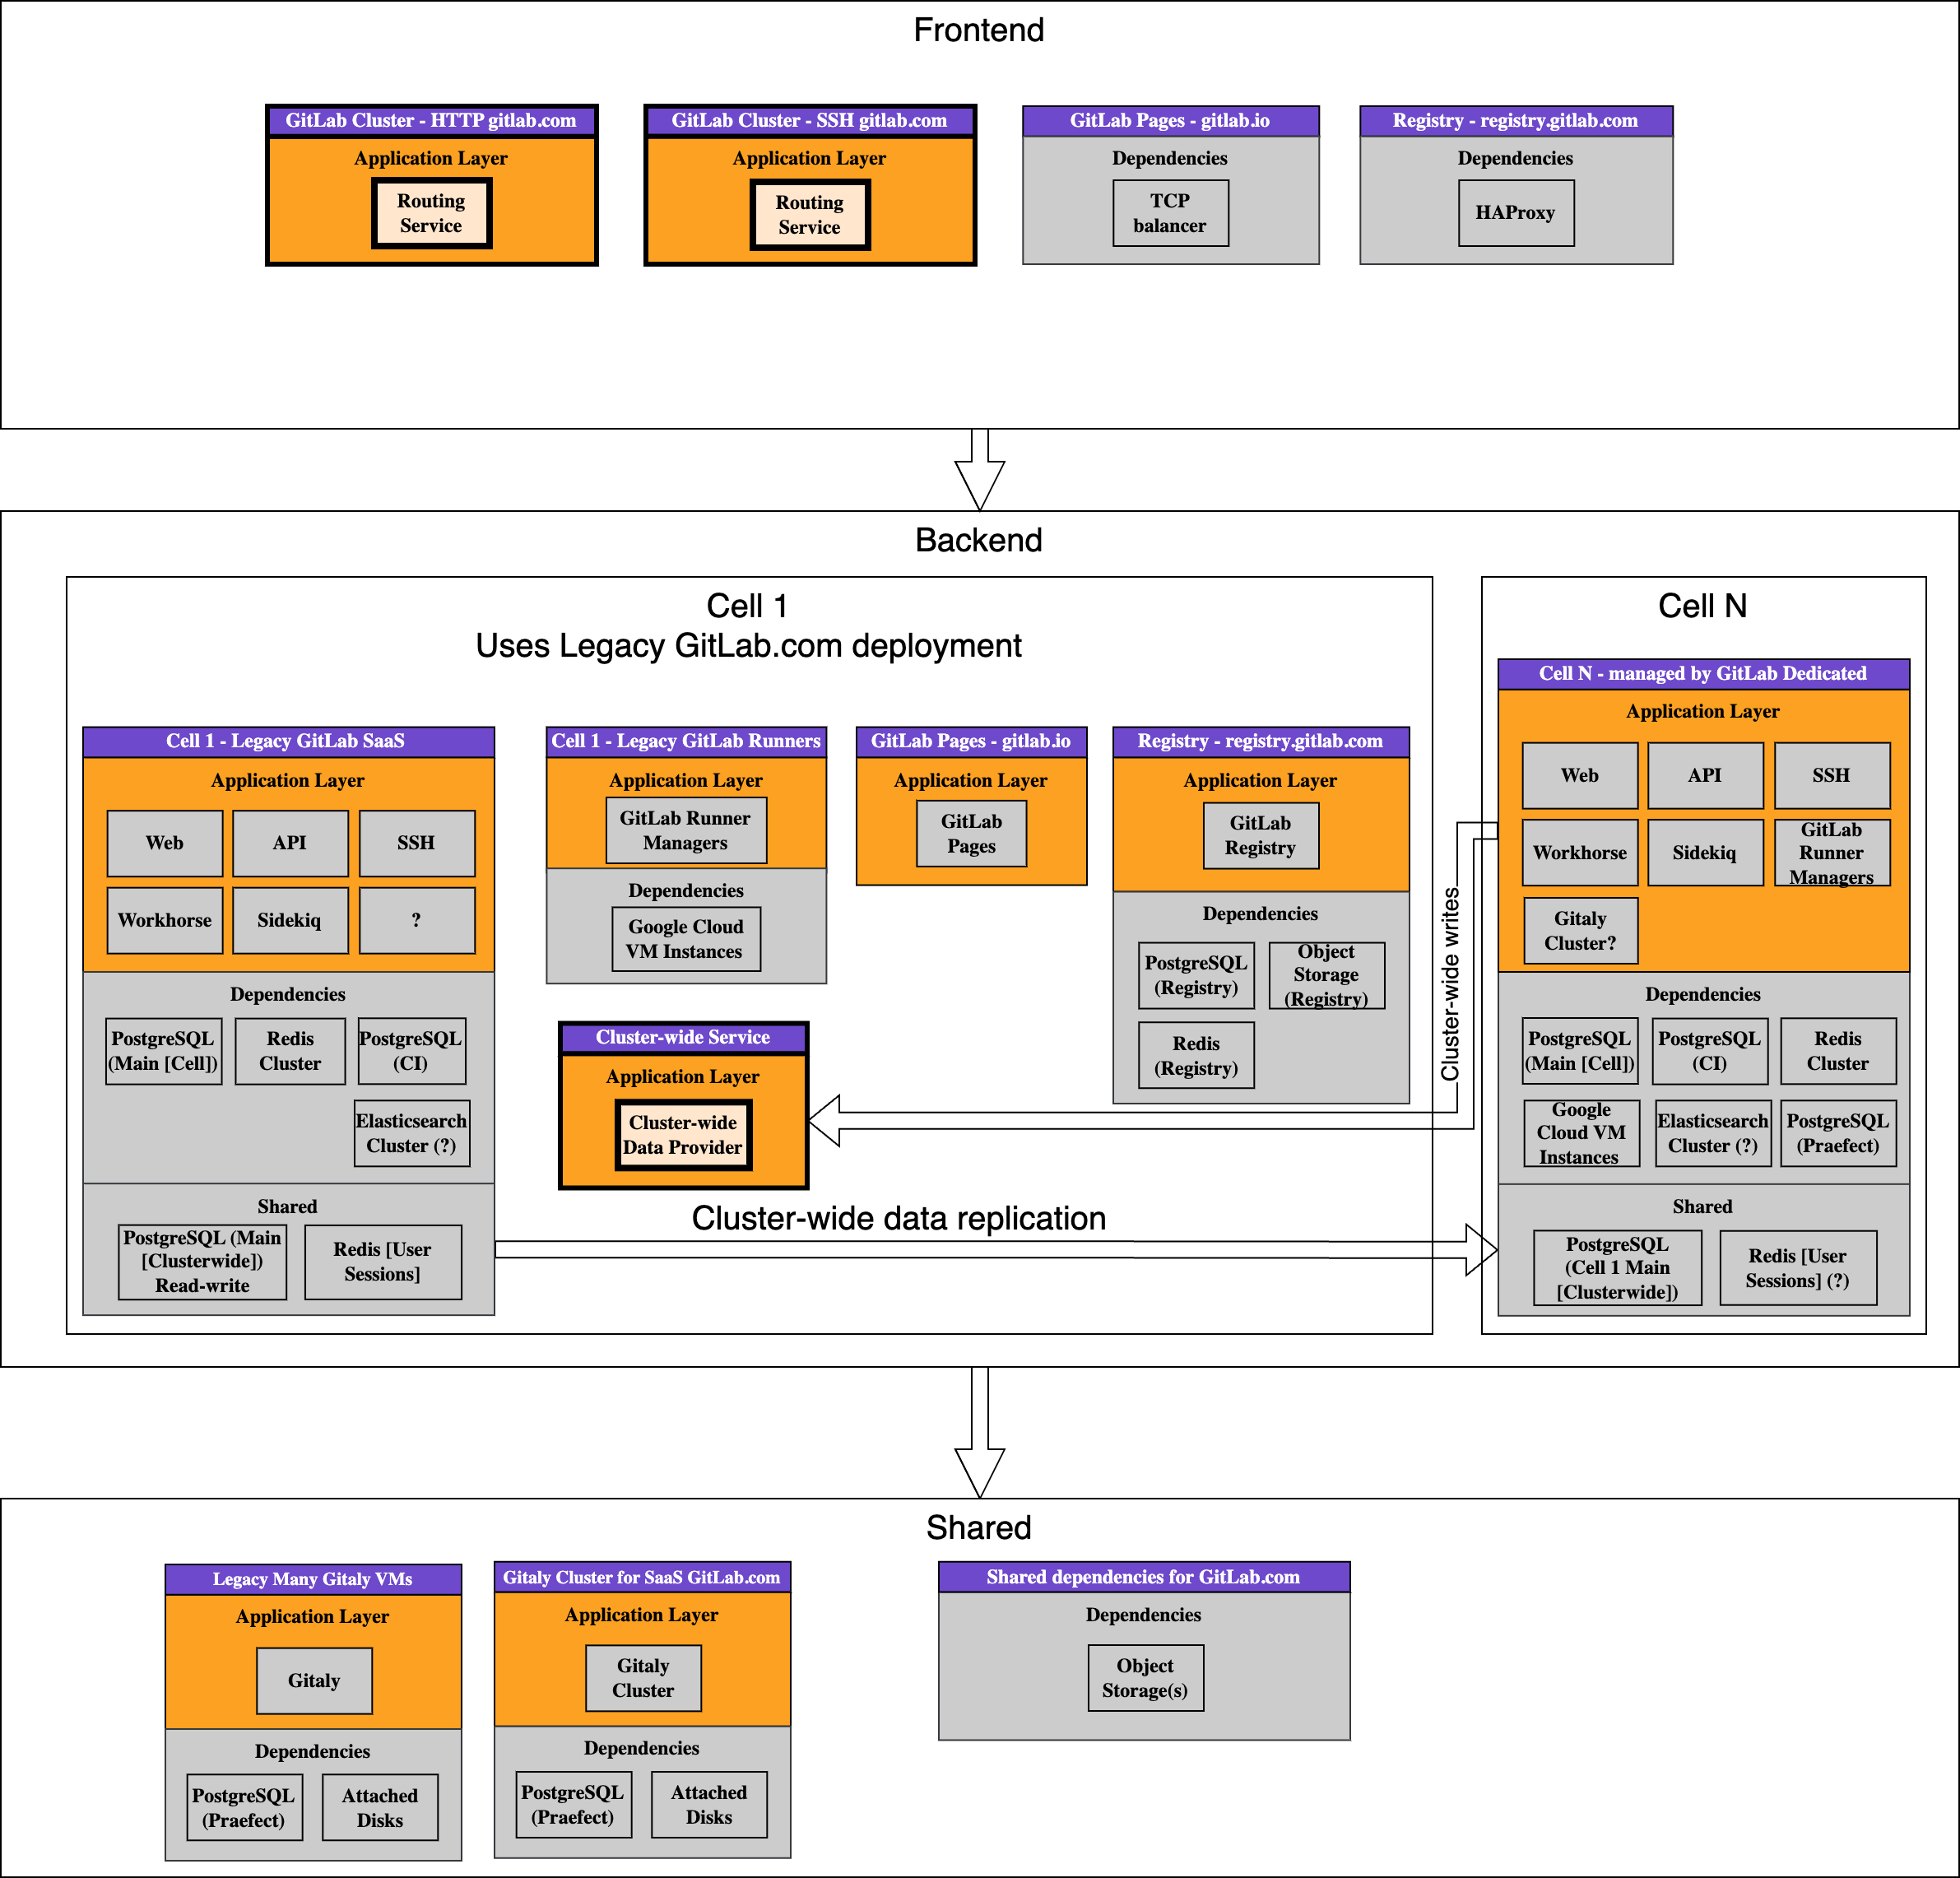 Frontend
GitLab Cluster - HTTP gitlab.com
Application Layer
Routing
Service
GitLab Cluster - SSH gitlab.com
Application Layer
Routing
Service
GitLab Pages - gitlab.io
Dependencies
TCP
balancer
Registry - registry.gitlab.com
Dependencies
HAProxy
Backend
Cell 1
Uses Legacy GitLab.com deployment
Cell 1 - Legacy GitLab SaaS
Application Layer
Web
API
SSH
Workhorse
Sidekiq
?
Dependencies
PostgreSQL
(Main [Cell])
Redis
Cluster
PostgreSQL
(CI)
Elasticsearch
Cluster (?)
Shared
PostgreSQL (Main
[Clusterwide])
Read-write
Redis [User
Sessions]
Cell 1 - Legacy GitLab Runners
Application Layer
GitLab Runner
Managers
Dependencies
Google Cloud
VM Instances
GitLab Pages - gitlab.io
Application Layer
GitLab
Pages
Registry - registry.gitlab.com
Application Layer
GitLab
Registry
Dependencies
PostgreSQL
(Registry)
Object
Storage
(Registry)
Redis
(Registry)
Cluster-wide Service
Application Layer
Cluster-wide
Data Provider
Cluster-wide data replication
Cluster-wide writes
Cell N
Cell N - managed by GitLab Dedicated
Application Layer
Web
API
SSH
Workhorse
Sidekiq
GitLab
Runner
Managers
Gitaly
Cluster?
Dependencies
PostgreSQL
(Main [Cell])
PostgreSQL
(CI)
Redis
Cluster
Google
Cloud VM
Instances
Elasticsearch
Cluster (?)
PostgreSQL
(Praefect)
Shared
PostgreSQL
(Cell 1 Main
[Clusterwide])
Redis [User
Sessions] (?)
Shared
Legacy Many Gitaly VMs
Application Layer
Gitaly
Dependencies
PostgreSQL
(Praefect)
Attached
Disks
Gitaly Cluster for SaaS GitLab.com
Application Layer
Gitaly
Cluster
Dependencies
PostgreSQL
(Praefect)
Attached
Disks
Shared dependencies for GitLab.com
Dependencies
Object
Storage(s)